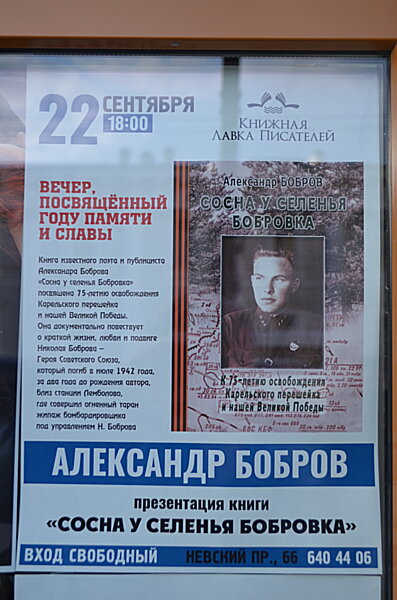 22 СЕНТЯБРЯ
18:00
КНИЖНАЯ
ЛАВКА ПИСАТЕЛЕЙ
ВЕЧЕР,
ПОСВЯЩЁННЫЙ
ГОДУ ПАМЯТИ
И СЛАВЫ
Книга известного поэта и публициста
Александра Боброва
«Сосна у селенья Бобровка»
посвящена 75-летию освобождения
Карельского перешейка
и нашей Великой Победы.
Она документально повествует
о краткой жизни, любви и подвиге
Николая Боброва –
Героя Советского Союза,
который погиб в июле 1942 года,
за два года до рождения автора,
близ станции Лемболово,
где совершил огненный таран
экипаж бомбардировщика
под управлением Н. Боброва
Александр БОБРОВ
СОСНА У СЕЛЕНЬЯ
БОБРОВКА
К 75-летию освобождения
Карельского перешейка
и нашей Великой Победы
АЛЕКСАНДР БОБРОВ
презентация книги
«СОСНА У СЕЛЕНЬЯ БОБРОВКА»
ВХОД СВОБОДНЫЙ НЕВСКИЙ ПР., 66 640 44 06